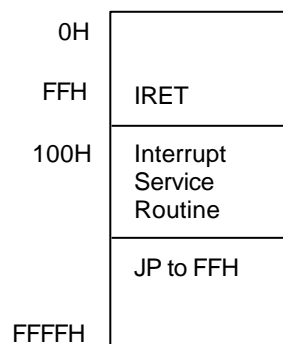 0H
FFH IRET
100H Interrupt
Service
Routine
JP to FFH
FFFFH